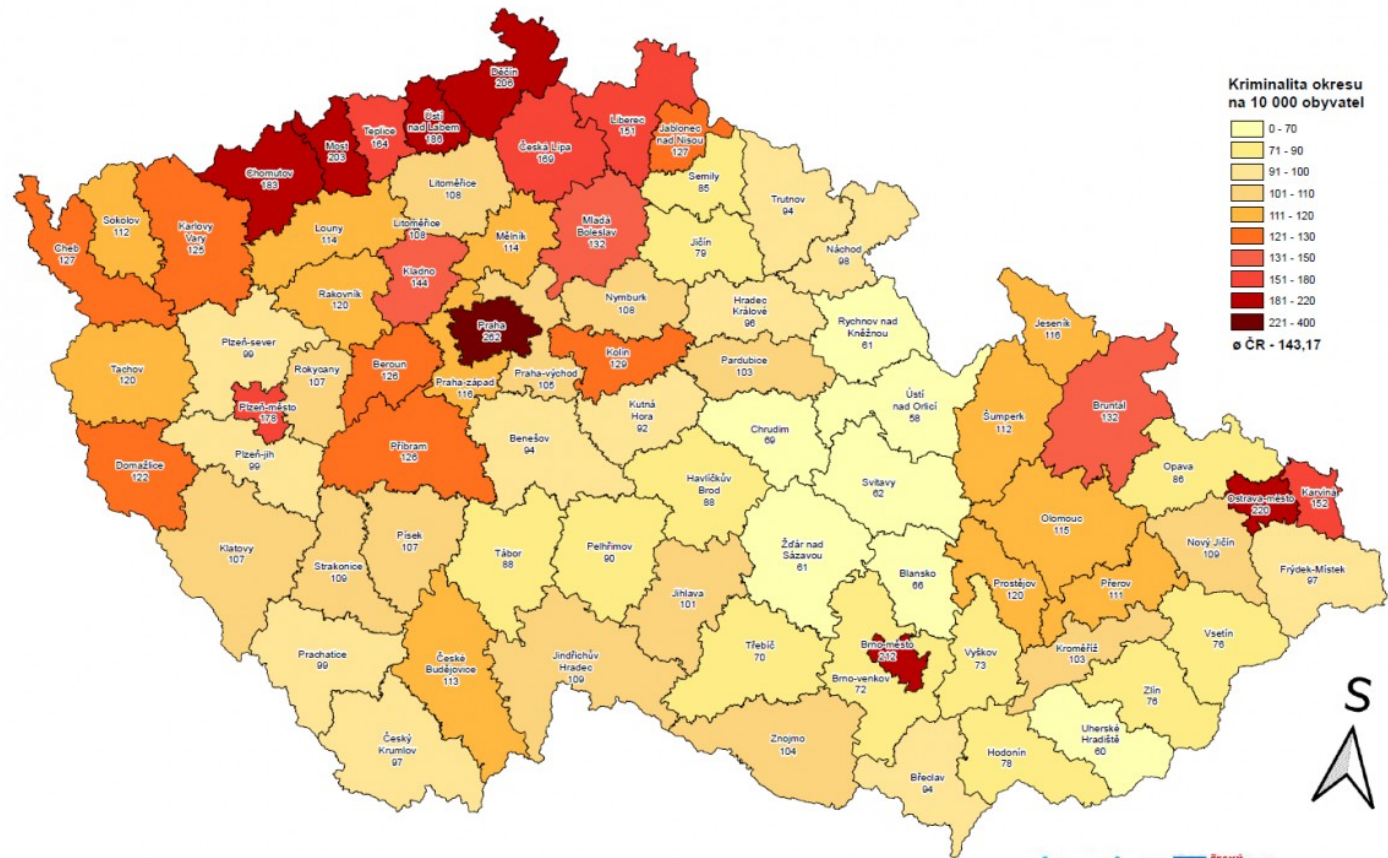 Děčín
206
Liberec
151
Jablonec
nad Nisou
127
Ústí
nad Labem
186
Teplice
164
Most
203
Česká Lípa
169
Chomutov
183
Litoměřice
108
Semily
85
Trutnov
94
Sokolov
112
Karlovy
Vary
125
Cheb
127
Louny
114
Litoměřice
108
Mělník
114
Mladá
Boleslav
132
Jičín
79
Náchod
98
Kladno
144
Rakovník
120
Praha
262
Nymburk
108
Hradec
Králové
96
Rychnov nad
Kněžnou
61
Jeseník
116
Plzeň-sever
99
Rokycany
107
Beroun
126
Praha-západ
116
Praha-východ
105
Kolín
129
Pardubice
103
Tachov
120
Plzeň-město
178
Ústí
nad Orlicí
58
Šumperk
112
Bruntál
132
Kutná
Hora
92
Chrudim
69
Příbram
126
Benešov
94
Domažlice
122
Plzeň-jih
99
Havlíčkův
Brod
88
Svitavy
62
Opava
86
Ostrava-město
220
Karviná
152
Olomouc
115
Nový Jičín
109
Frýdek-Místek
97
Klatovy
107
Písek
107
Strakonice
109
Tábor
88
Pelhřimov
90
Žďár nad
Sázavou
61
Blansko
66
Jihlava
101
Prostějov
120
Přerov
111
Prachatice
99
České
Budějovice
113
Jindřichův
Hradec
109
Třebíč
70
Brno-město
212
Brno-venkov
72
Vyškov
73
Kroměříž
103
Vsetín
76
Zlín
76
Český
Krumlov
97
Znojmo
104
Břeclav
94
Hodonín
78
Uherské
Hradiště
60
Kriminalita okresu
na 10 000 obyvatel
0 - 70
71 - 90
91 - 100
101 - 110
111 - 120
121 - 130
131 - 150
151 - 180
181 - 220
221 - 400
ø ČR - 143,17
S